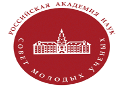 РОССИЙСКАЯ АКАДЕМИЯ НАУК
СОВЕТ МОЛОДЫХ УЧЕНЫХ